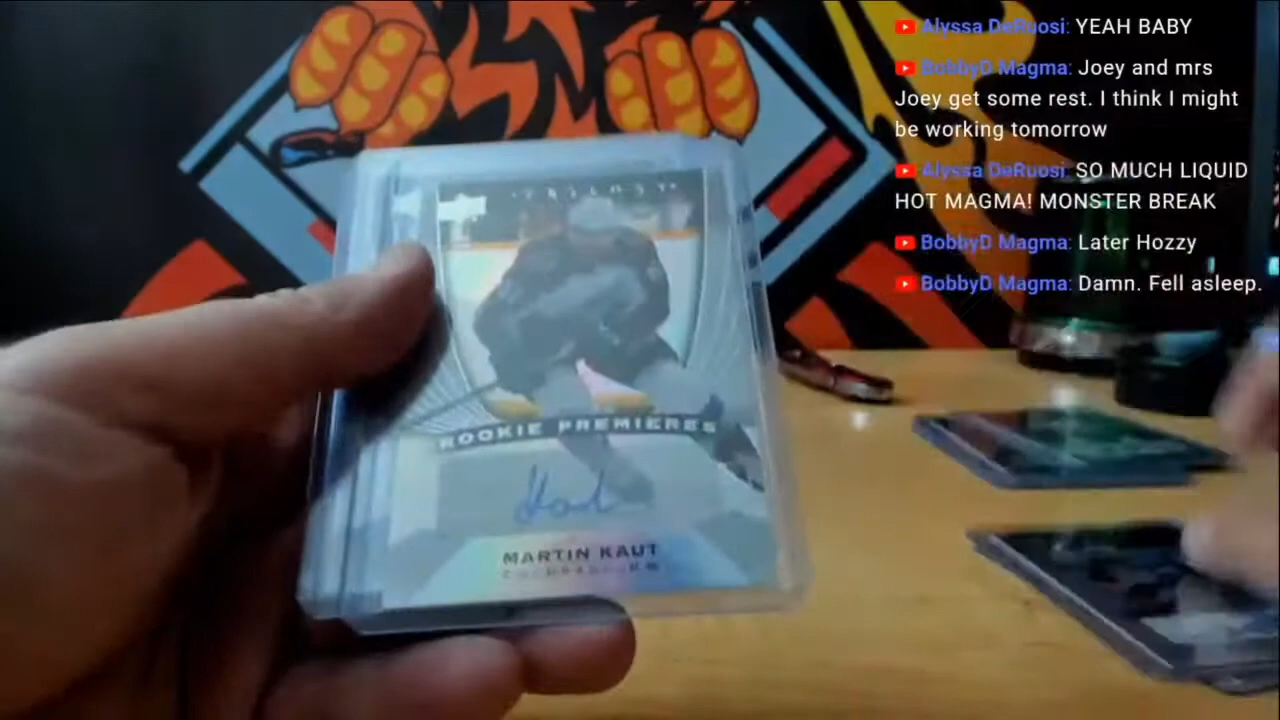 Alyssa DeRuosi: YEAH BABY
BobbyD Magma: Joey and mrs
Joey get some rest. I think I might
be working tomorrow
Alyssa DeRuosi: SO MUCH LIQUID
HOT MAGMA! MONSTER BREAK
BobbyD Magma: Later Hozzy
BobbyD Magma: Damn. Fell asleep.
TRILOGY
ROOKIE PREMIERES
MARTIN KAUT